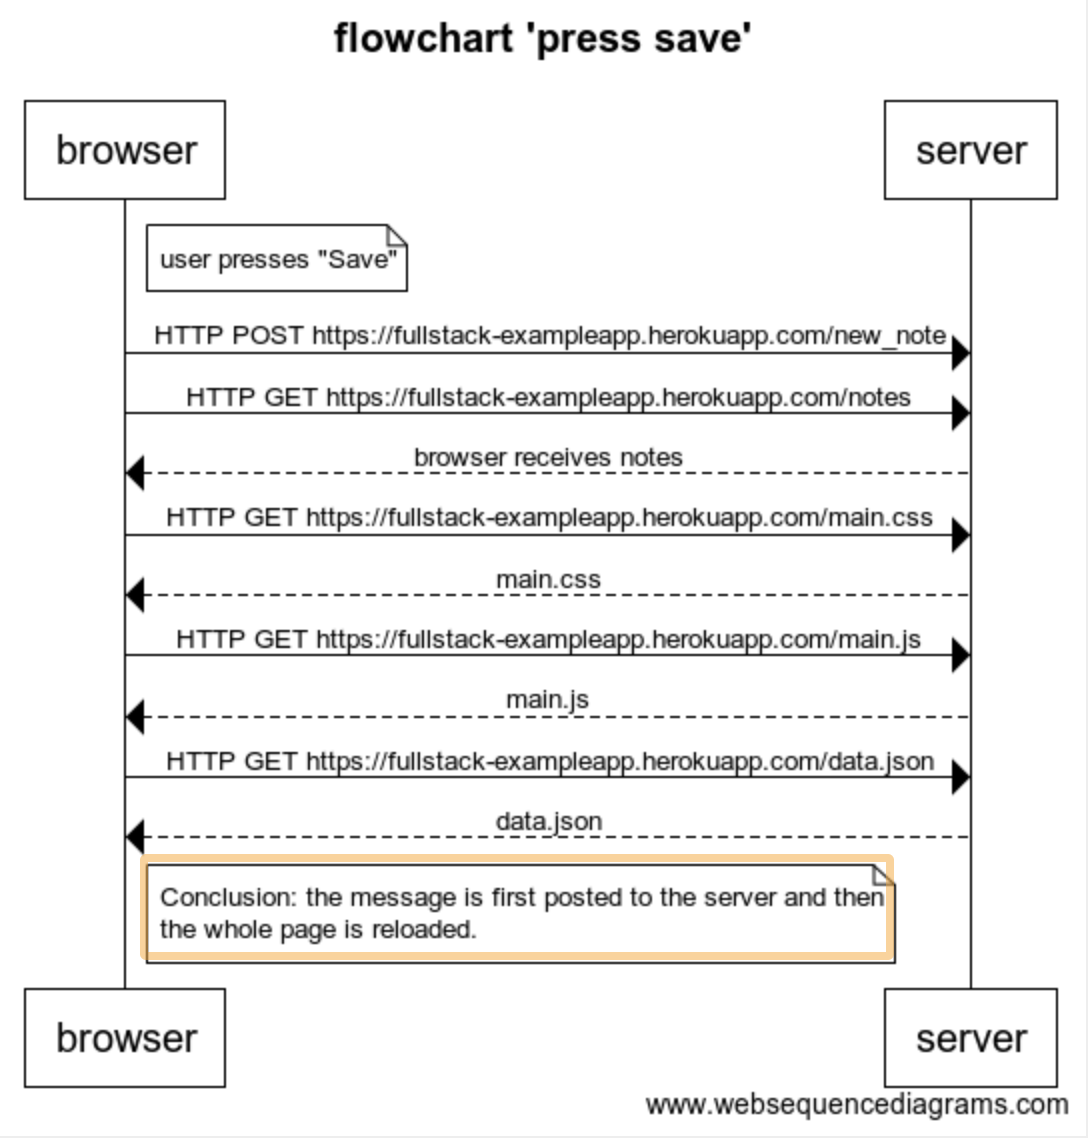 flowchart 'press save'
browser
server
user presses "Save"
HTTP POST https://fullstack-exampleapp.herokuapp.com/new_note
HTTP GET https://fullstack-exampleapp.herokuapp.com/notes
browser receives notes
HTTP GET https://fullstack-exampleapp.herokuapp.com/main.css
main.css
HTTP GET https://fullstack-exampleapp.herokuapp.com/main.js
main.js
HTTP GET https://fullstack-exampleapp.herokuapp.com/data.json
data.json
Conclusion: the message is first posted to the server and then
the whole page is reloaded.
browser
server
www.websequencediagrams.com